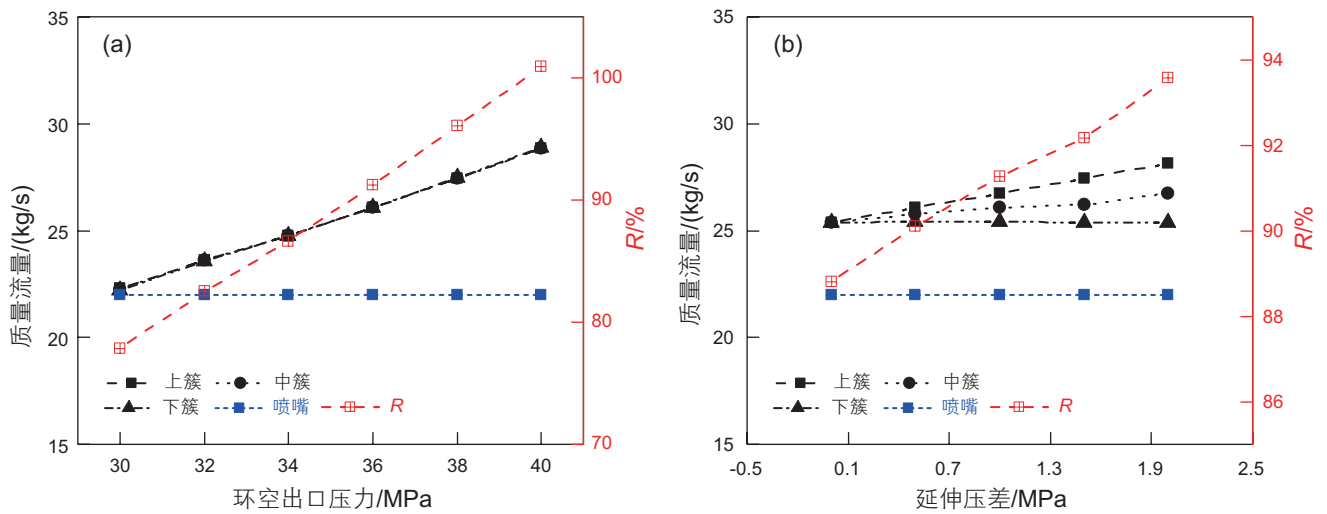 (a)
质量流量/(kg/s)
35
30
25
20
15
上簇
中簇
下簇
喷嘴
R
30
32
34
36
38
40
环空出口压力/MPa
100
90
80
70
R/%
(b)
质量流量/(kg/s)
35
30
25
20
15
上簇
中簇
下簇
喷嘴
R
-0.5
0.1
0.7
1.3
1.9
2.5
延伸压差/MPa
94
92
90
88
86
R/%